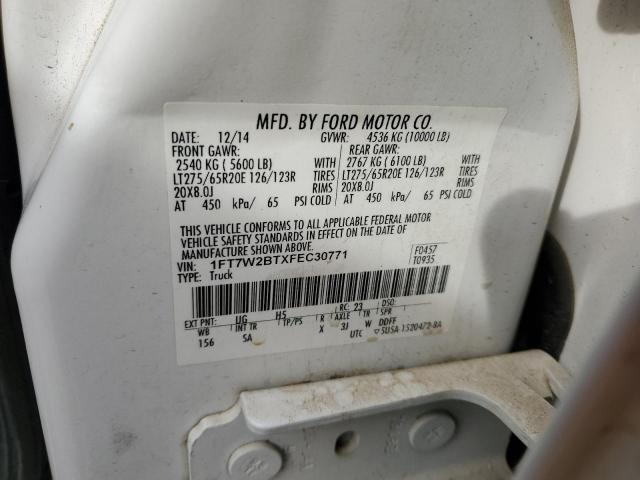 MFD. BY FORD MOTOR CO.
DATE: 12/14 GVWR: 4536 KG (10000 LB)
FRONT GAWR: REAR GAWR:
2540 KG ( 5600 LB) WITH 2767 KG ( 6100 LB) WITH
LT275/65R20E 126/123R TIRES LT275/65R20E 126/123R TIRES
20X8.0J RIMS 20X8.0J RIMS
AT 450 kPa/ 65 PSI COLD AT 450 kPa/ 65 PSI COLD
THIS VEHICLE CONFORMS TO ALL APPLICABLE FEDERAL MOTOR
VEHICLE SAFETY STANDARDS IN EFFECT ON THE DATE OF
MANUFACTURE SHOWN ABOVE.
VIN: 1FT7W2BTXFEC30771 F0457
TYPE: Truck T0935
EXT PNT: UG H5 RC: 23 DSO:
WB INT TR TP/PS R AXLE TR SPR
156 SA X 3J W DDFF
UTC 5USA-1520472-BA